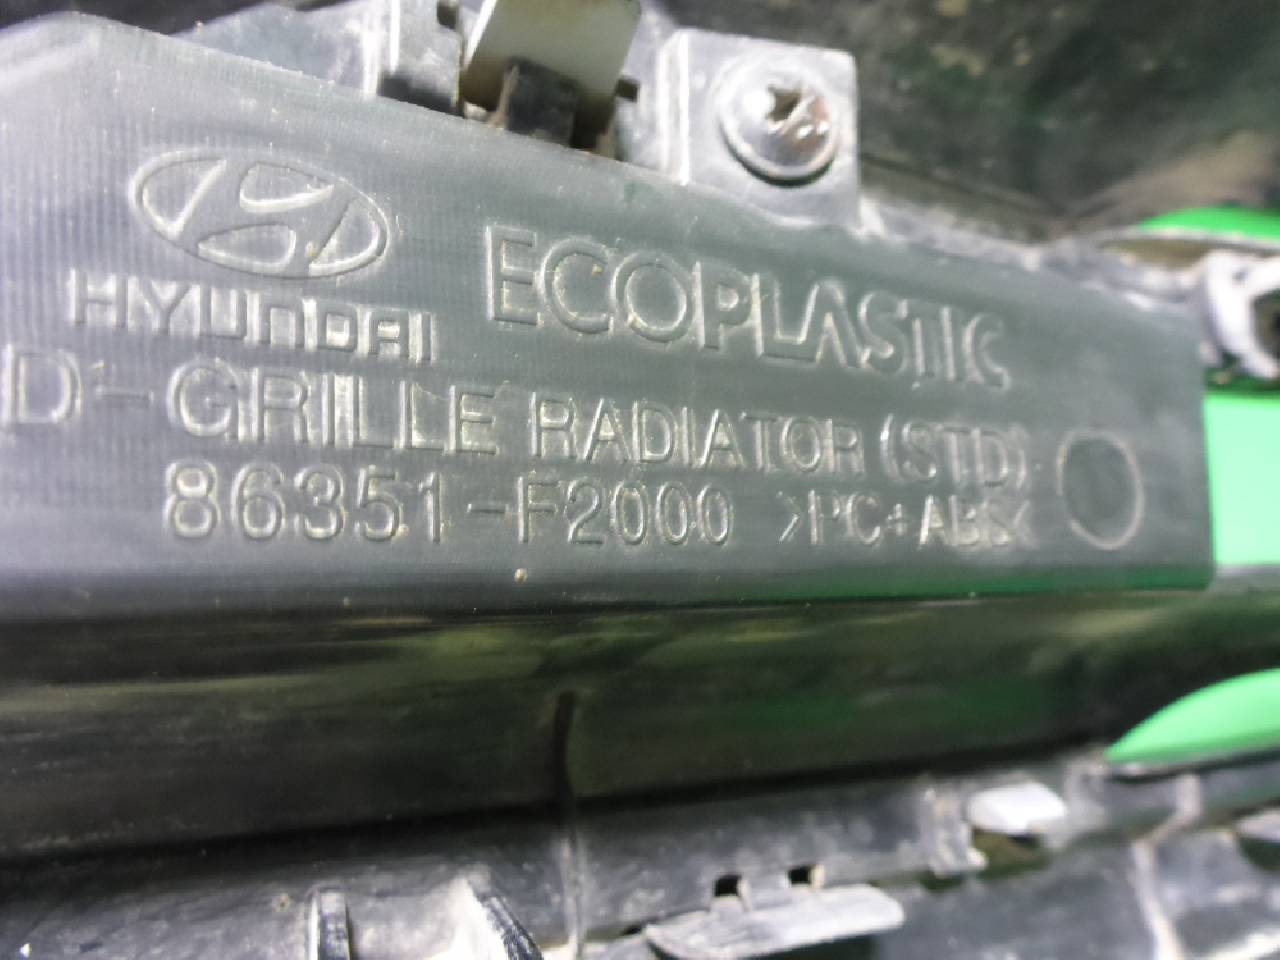 HYUNDAI ECOPLASTIC
D-GRILLE RADIATOR (STD)
86351-F2000 >PC+ABS<